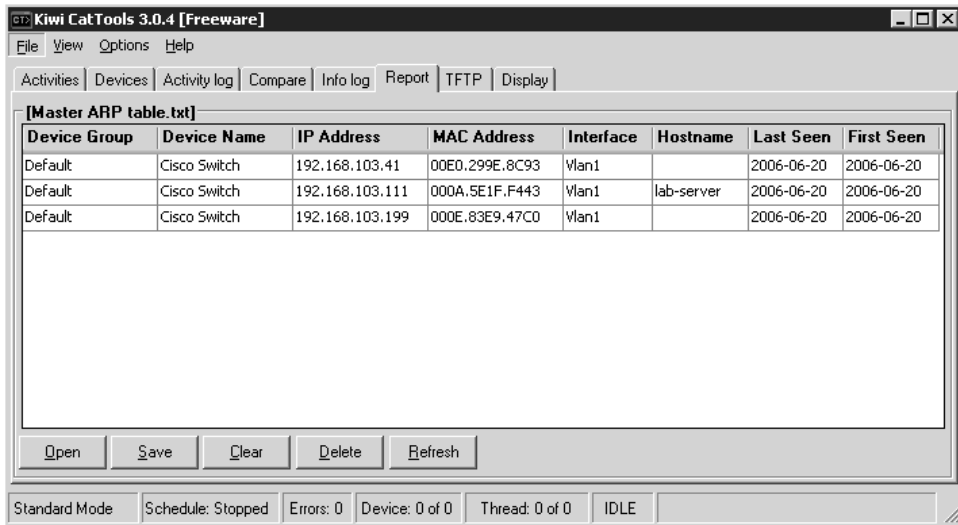 Kiwi CatTools 3.0.4 [Freeware]
File View Options Help
Activities Devices Activity log Compare Info log Report TFTP Display
[Master ARP table.txt]
Device Group Device Name IP Address MAC Address Interface Hostname Last Seen First Seen
Default Cisco Switch 192.168.103.41 00E0.299E.8C93 Vlan1 2006-06-20 2006-06-20
Default Cisco Switch 192.168.103.111 000A.5E1F.F443 Vlan1 lab-server 2006-06-20 2006-06-20
Default Cisco Switch 192.168.103.199 000E.83E9.47C0 Vlan1 2006-06-20 2006-06-20
Open Save Clear Delete Refresh
Standard Mode Schedule: Stopped Errors: 0 Device: 0 of 0 Thread: 0 of 0 IDLE